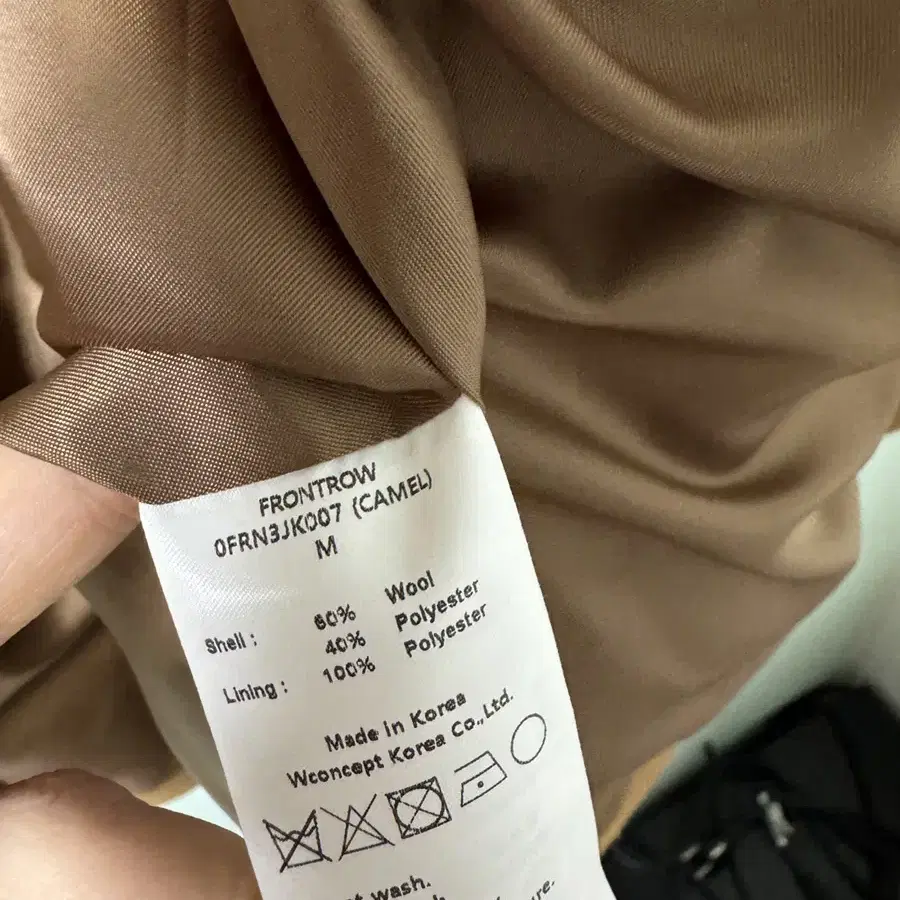 FRONTROW
0FRN3JK007 (CAMEL)
M
Shell : 60% Wool
40% Polyester
Lining : 100% Polyester
Made in Korea
Wconcept Korea Co.,Ltd.
wash.